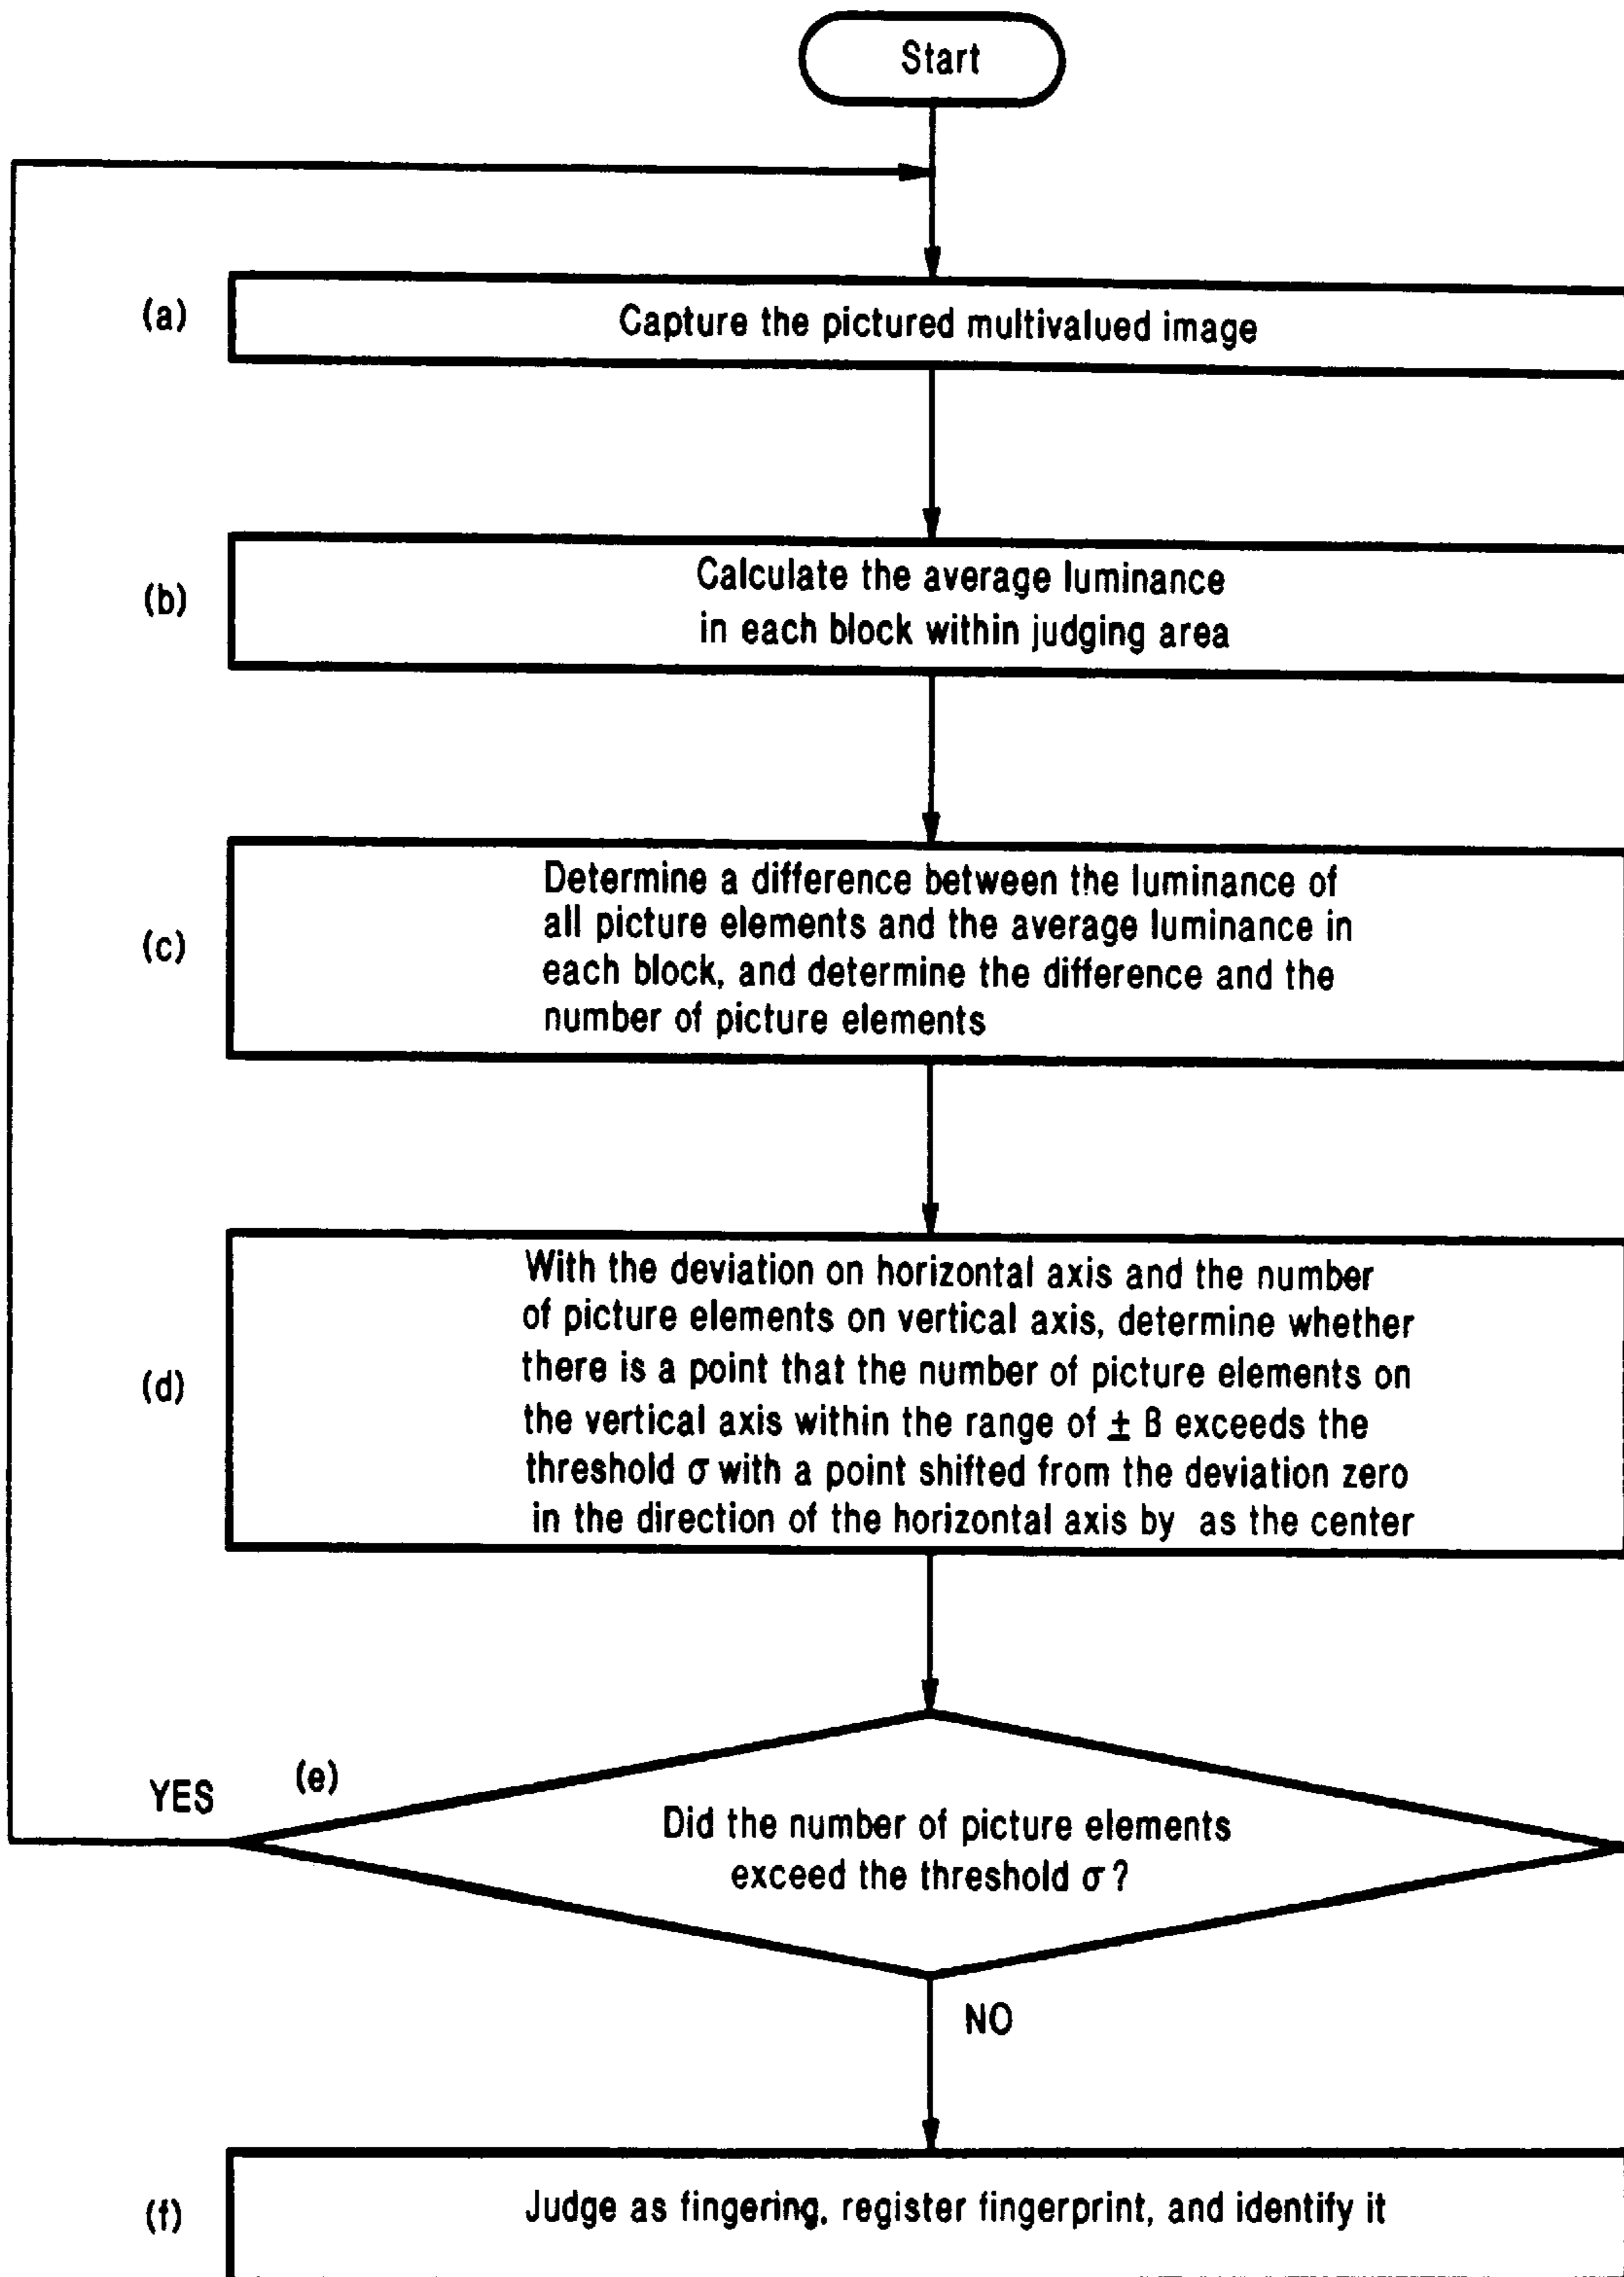 Start
(a)
Capture the pictured multivalued image
(b)
Calculate the average luminance
in each block within judging area
(c)
Determine a difference between the luminance of
all picture elements and the average luminance in
each block, and determine the difference and the
number of picture elements
(d)
With the deviation on horizontal axis and the number
of picture elements on vertical axis, determine whether
there is a point that the number of picture elements on
the vertical axis within the range of ± B exceeds the
threshold σ with a point shifted from the deviation zero
in the direction of the horizontal axis by as the center
(e)
YES
Did the number of picture elements
exceed the threshold σ ?
NO
(f)
Judge as fingering, register fingerprint, and identify it